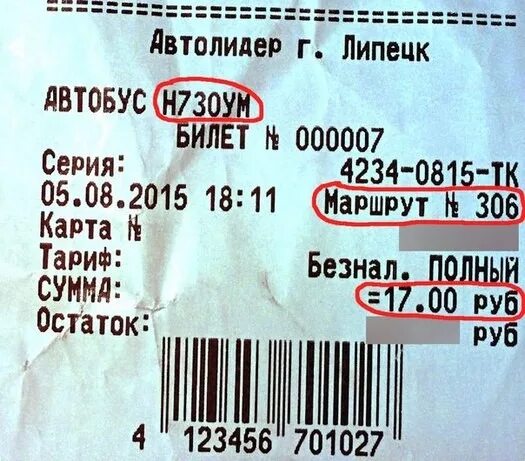 Автолидер г. Липецк
АВТОБУС Н730УМ
БИЛЕТ № 000007
Серия: 4234-0815-ТК
05.08.2015 18:11 Маршрут № 306
Карта №
Тариф: Безнал. ПОЛНЫЙ
СУММА: =17.00 руб
Остаток: руб
4 123456 701027